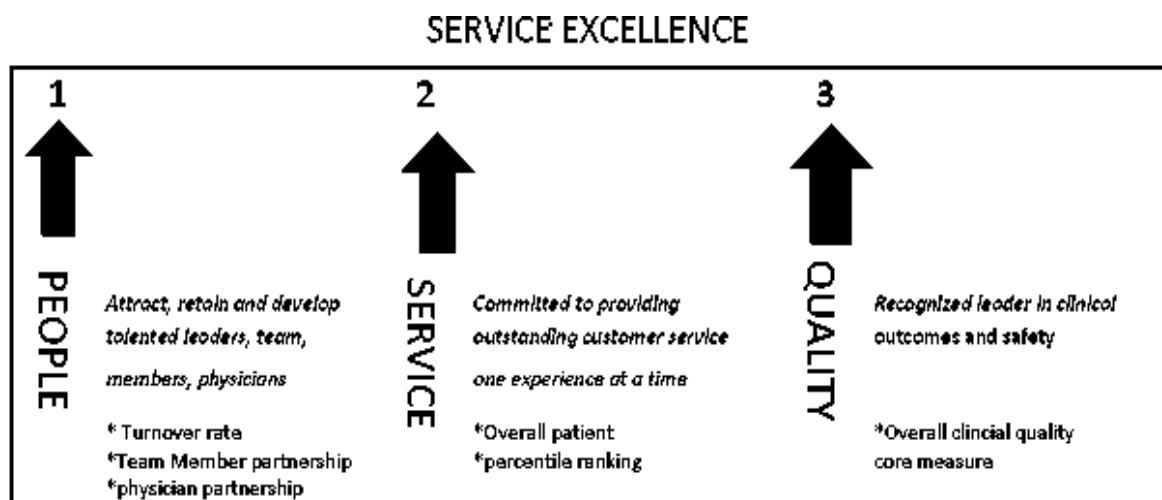 SERVICE EXCELLENCE
1
PEOPLE
Attract, retain and develop
talented leaders, team,
members, physicians
* Turnover rate
*Team Member partnership
*physician partnership
2
SERVICE
Committed to providing
outstanding customer service
one experience at a time
*Overall patient
*percentile ranking
3
QUALITY
Recognized leader in clinical
outcomes and safety
*Overall clincial quality
core measure